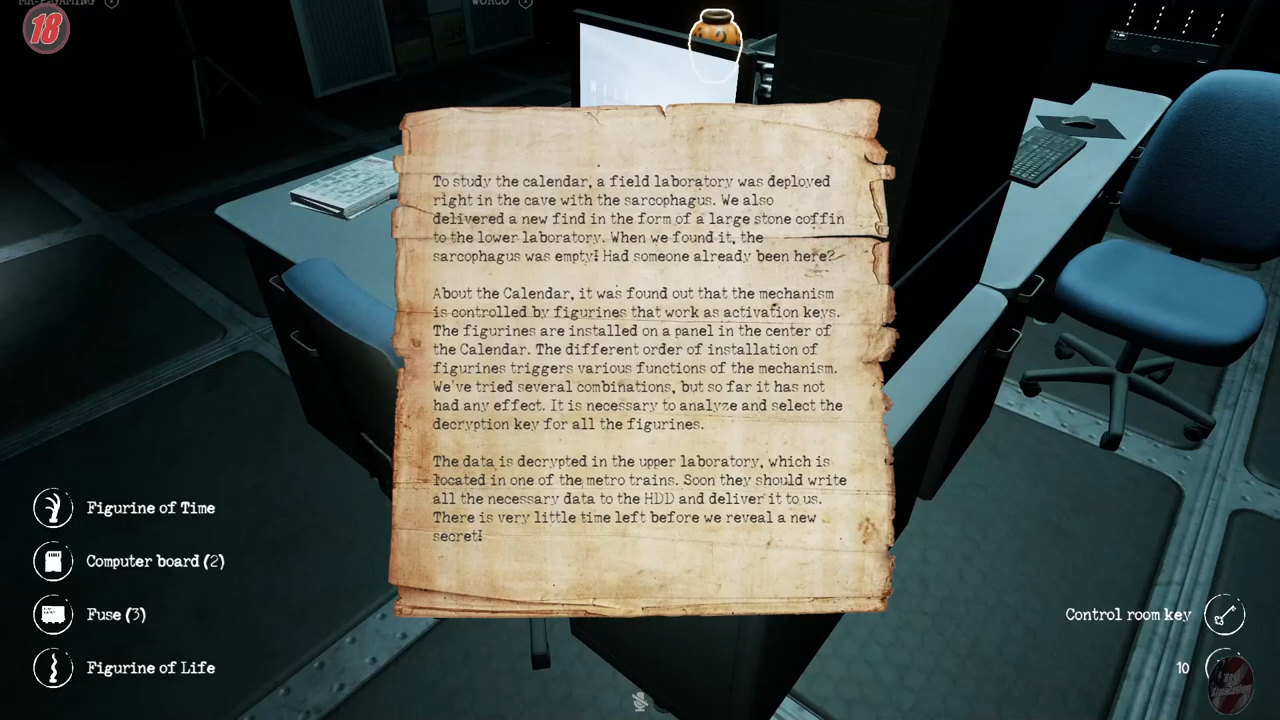 MR-P.GAMING
WORCO
18
To study the calendar, a field laboratory was deployed
right in the cave with the sarcophagus. We also
delivered a new find in the form of a large stone coffin
to the lower laboratory. When we found it, the
sarcophagus was empty! Had someone already been here?
About the Calendar, it was found out that the mechanism
is controlled by figurines that work as activation keys.
The figurines are installed on a panel in the center of
the Calendar. The different order of installation of
figurines triggers various functions of the mechanism.
We've tried several combinations, but so far it has not
had any effect. It is necessary to analyze and select the
decryption key for all the figurines.
The data is decrypted in the upper laboratory, which is
located in one of the metro trains. Soon they should write
all the necessary data to the HDD and deliver it to us.
There is very little time left before we reveal a new
secret!
Figurine of Time
Computer board (2)
Fuse (3)
Figurine of Life
Control room key
10